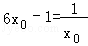 6x₀ − 1 = 1/x₀